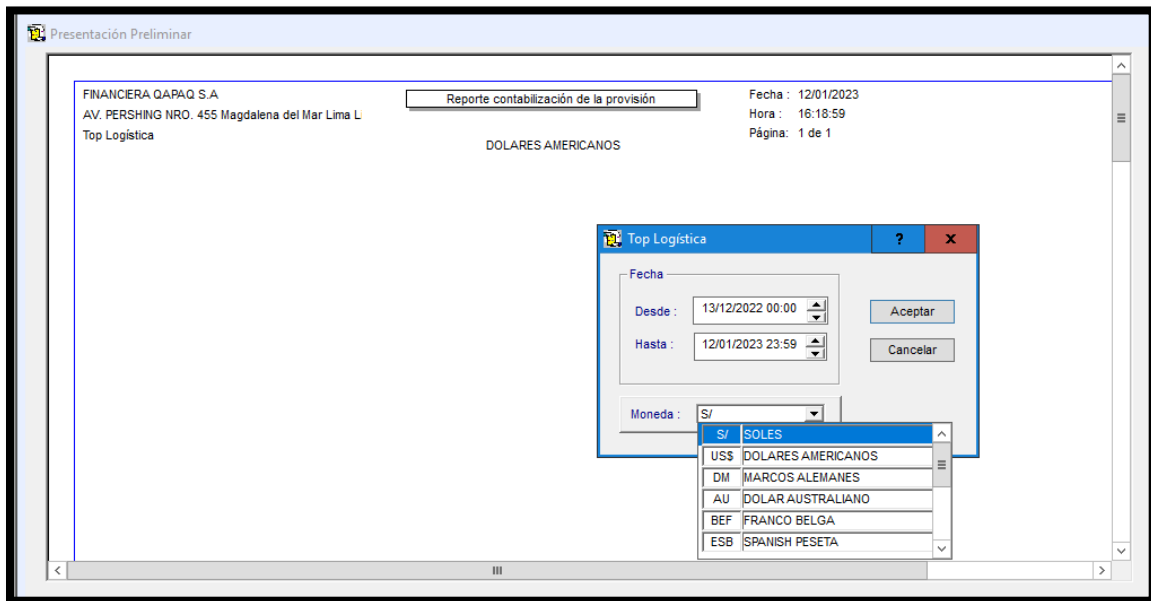 Presentación Preliminar
FINANCIERA QAPAQ S.A
Reporte contabilización de la provisión
Fecha : 12/01/2023
AV. PERSHING NRO. 455 Magdalena del Mar Lima L
Hora : 16:18:59
Top Logística
Página: 1 de 1
DOLARES AMERICANOS
Top Logística
? x
Fecha
Desde : 13/12/2022 00:00
Aceptar
Hasta : 12/01/2023 23:59
Cancelar
Moneda : S/
S/ SOLES
US$ DOLARES AMERICANOS
DM MARCOS ALEMANES
AU DOLAR AUSTRALIANO
BEF FRANCO BELGA
ESB SPANISH PESETA